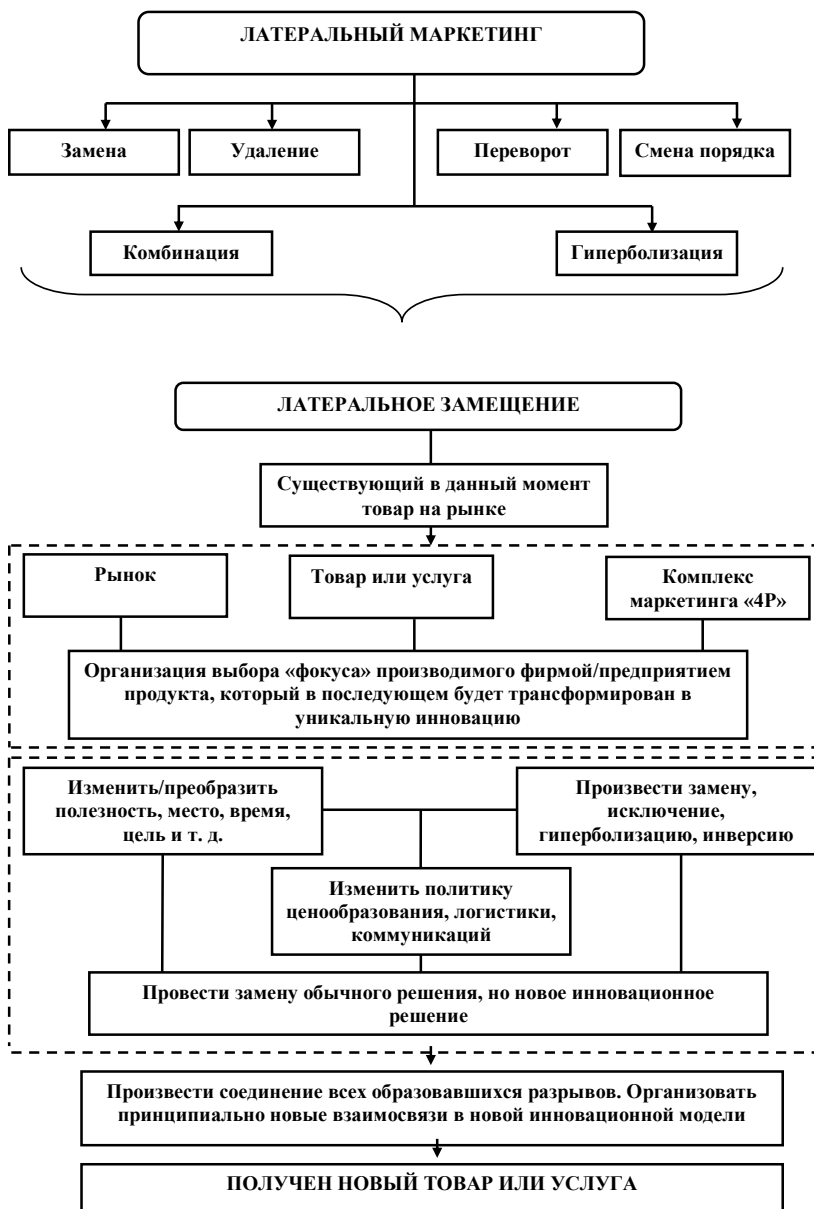 ЛАТЕРАЛЬНЫЙ МАРКЕТИНГ
Замена
Удаление
Переворот
Смена порядка
Комбинация
Гиперболизация
ЛАТЕРАЛЬНОЕ ЗАМЕЩЕНИЕ
Существующий в данный момент
товар на рынке
Рынок
Товар или услуга
Комплекс
маркетинга «4Р»
Организация выбора «фокуса» производимого фирмой/предприятием
продукта, который в последующем будет трансформирован в
уникальную инновацию
Изменить/преобразить
полезность, место, время,
цель и т. д.
Произвести замену,
исключение,
гиперболизацию, инверсию
Изменить политику
ценообразования, логистики,
коммуникаций
Провести замену обычного решения, но новое инновационное
решение
Произвести соединение всех образовавшихся разрывов. Организовать
принципиально новые взаимосвязи в новой инновационной модели
ПОЛУЧЕН НОВЫЙ ТОВАР ИЛИ УСЛУГА